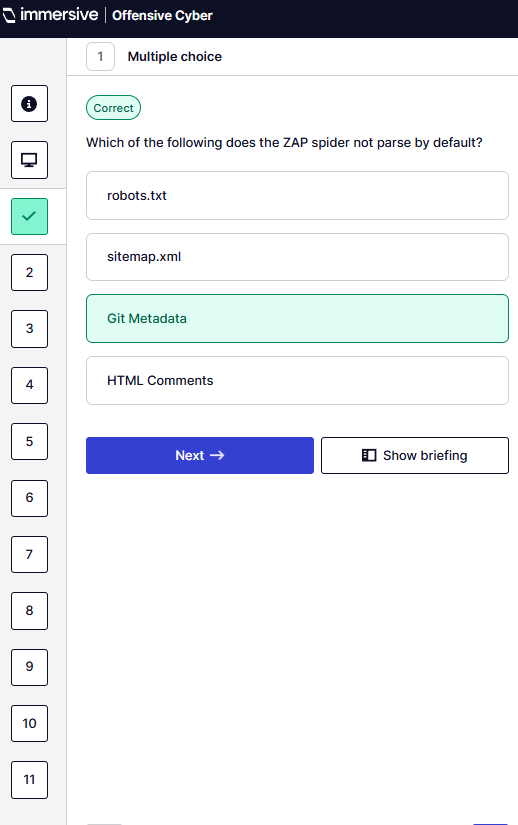 immersive | Offensive Cyber
1 Multiple choice
Correct
Which of the following does the ZAP spider not parse by default?
robots.txt
sitemap.xml
Git Metadata
HTML Comments
Next →
Show briefing
2
3
4
5
6
7
8
9
10
11